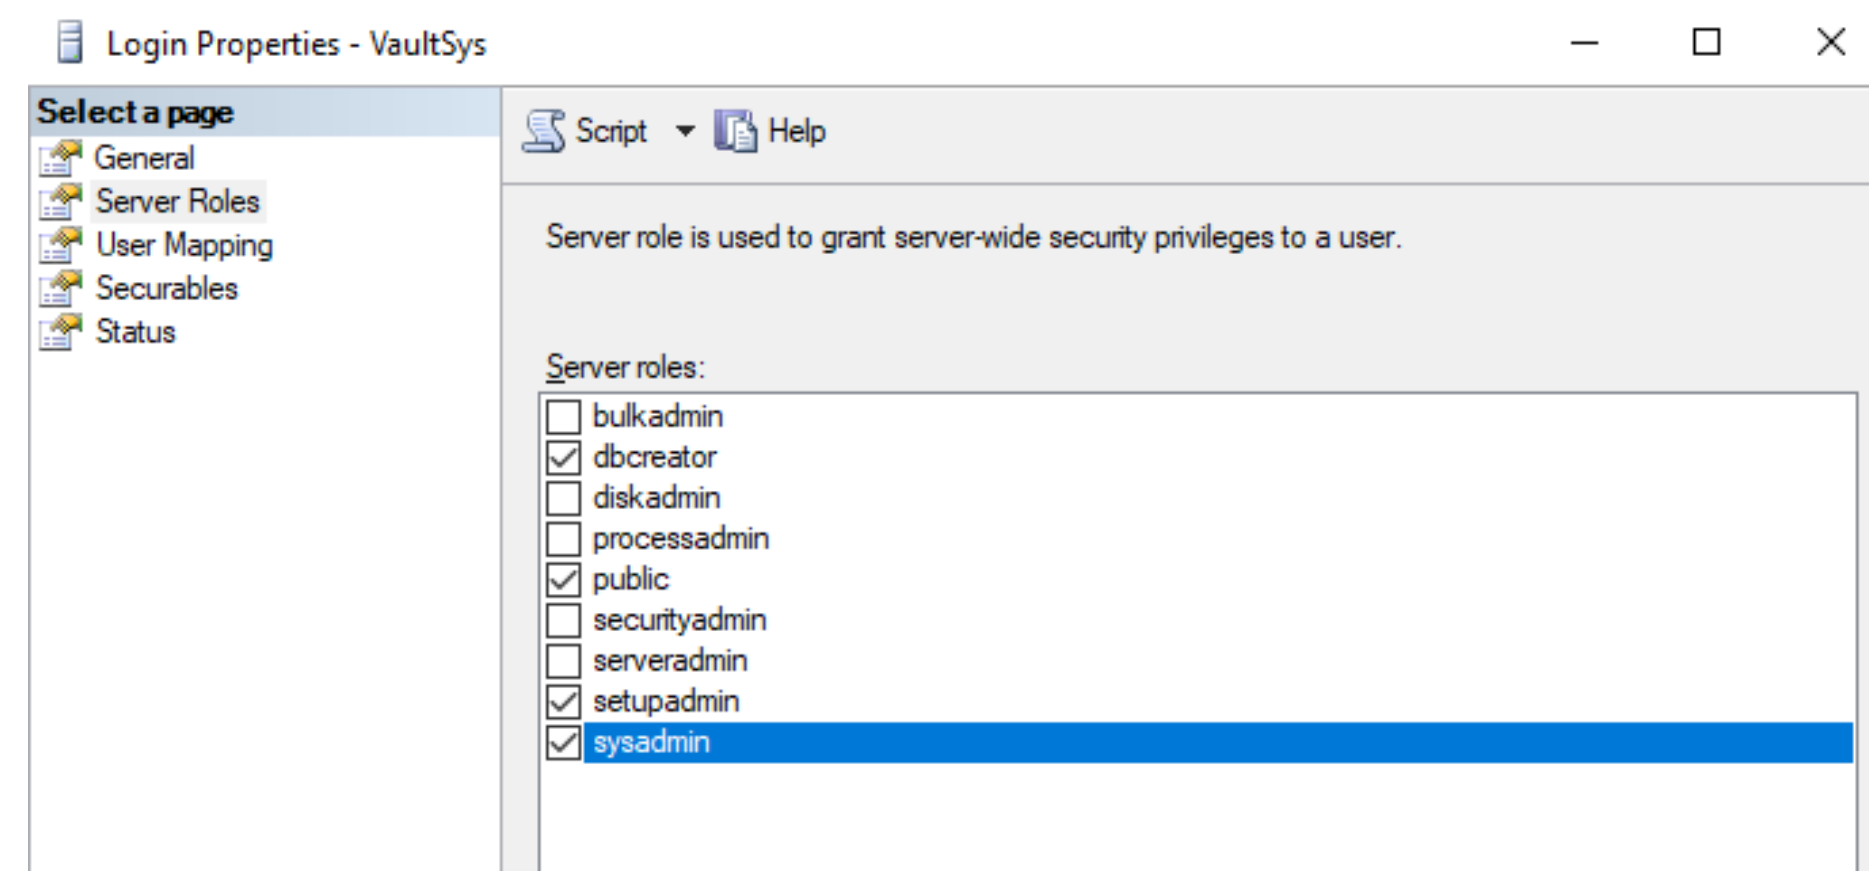 Login Properties - VaultSys
Select a page
General
Server Roles
User Mapping
Securables
Status
Script
Help
Server role is used to grant server-wide security privileges to a user.
Server roles:
bulkadmin
dbcreator
diskadmin
processadmin
public
securityadmin
serveradmin
setupadmin
sysadmin